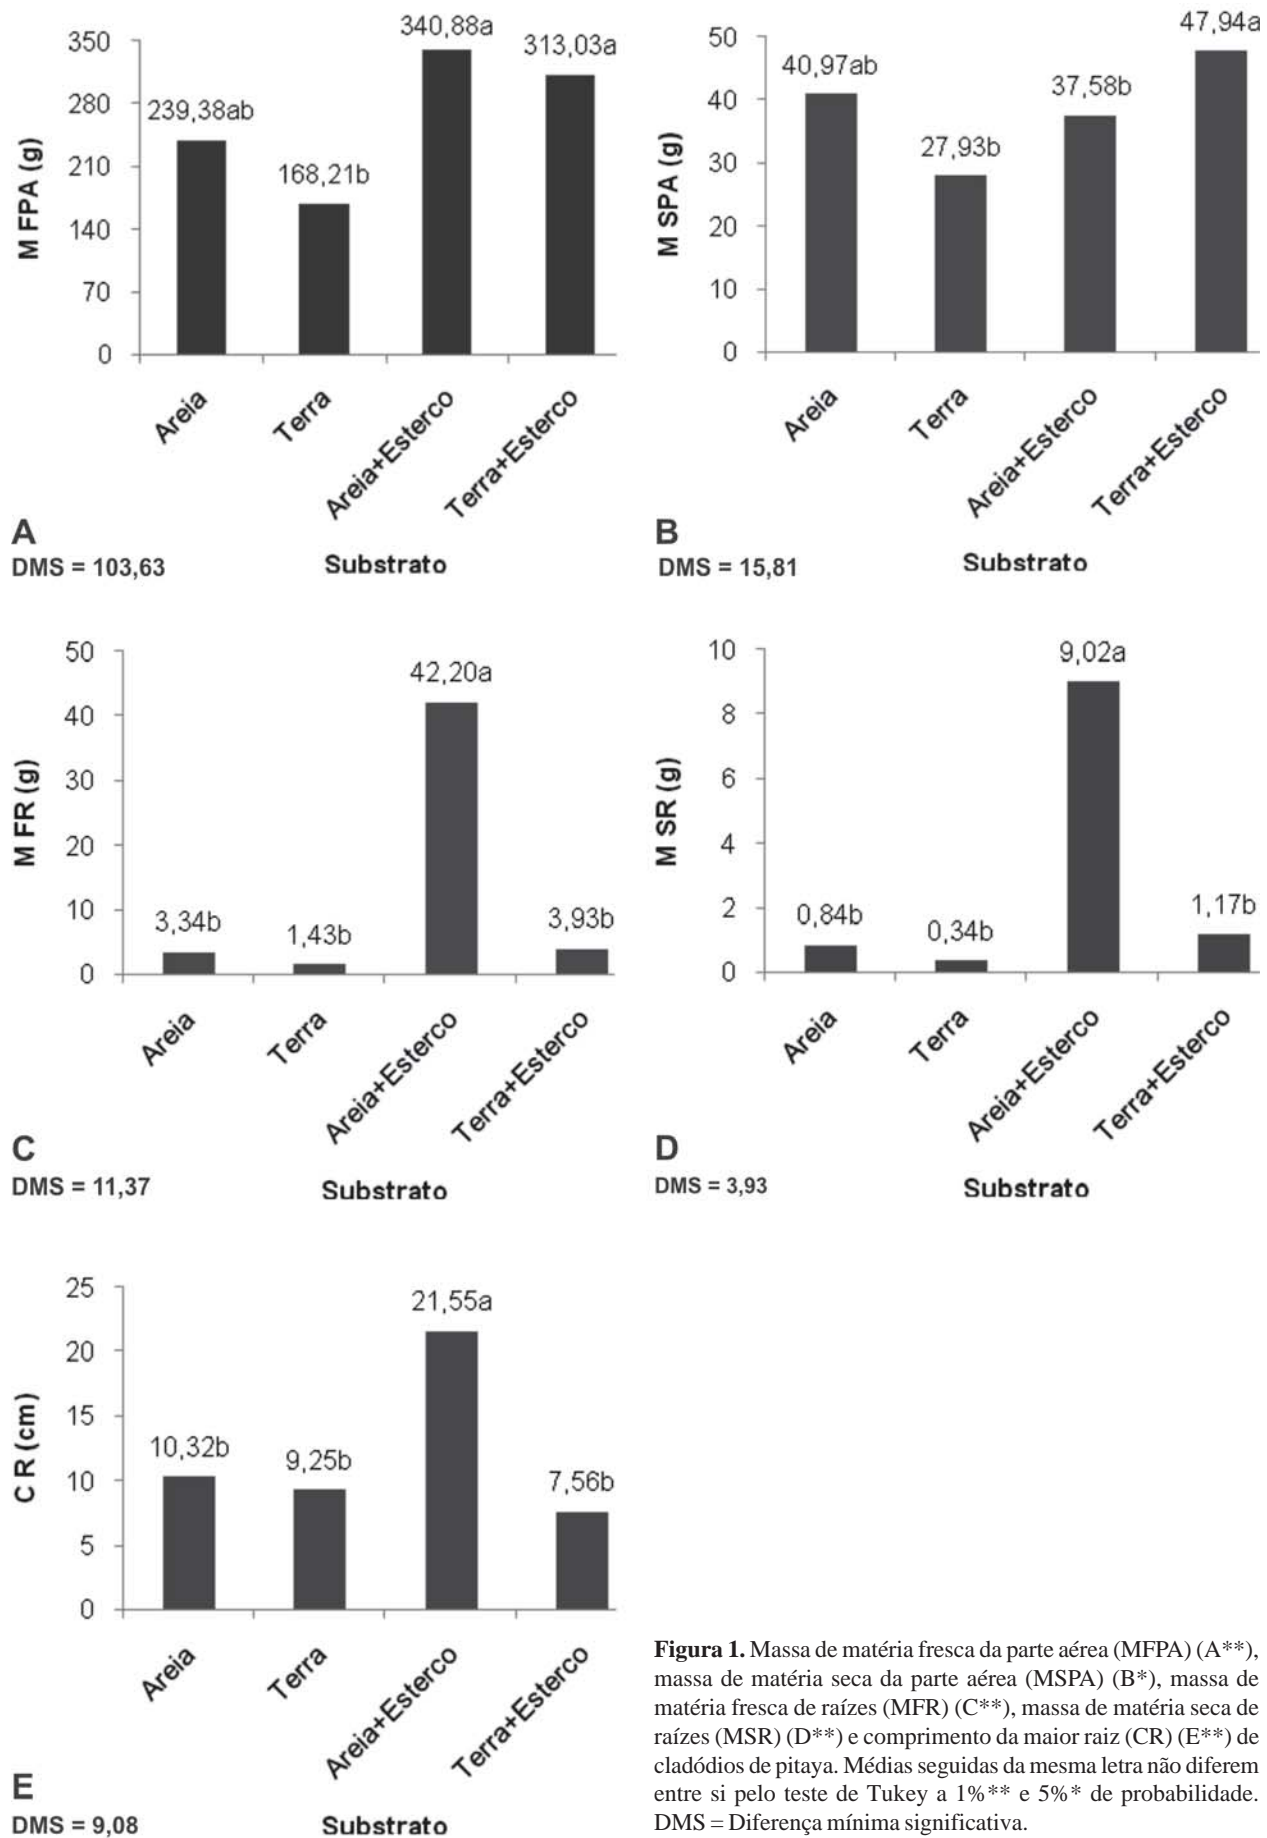 340,88a
313,03a
239,38ab
168,21b
350
280
210
140
70
0
M FPA (g)
Areia
Terra
Areia+Esterco
Terra+Esterco
A
DMS = 103,63
Substrato
47,94a
40,97ab
37,58b
27,93b
50
40
30
20
10
0
M SPA (g)
Areia
Terra
Areia+Esterco
Terra+Esterco
B
DMS = 15,81
Substrato
50
40
30
20
10
0
M FR (g)
42,20a
3,34b
1,43b
3,93b
Areia
Terra
Areia+Esterco
Terra+Esterco
C
DMS = 11,37
Substrato
10
8
6
4
2
0
M SR (g)
9,02a
0,84b
0,34b
1,17b
Areia
Terra
Areia+Esterco
Terra+Esterco
D
DMS = 3,93
Substrato
25
20
15
10
5
0
C R (cm)
21,55a
10,32b
9,25b
7,56b
Areia
Terra
Areia+Esterco
Terra+Esterco
E
DMS = 9,08
Substrato
Figura 1. Massa de matéria fresca da parte aérea (MFPA) (A**),
massa de matéria seca da parte aérea (MSPA) (B*), massa de
matéria fresca de raízes (MFR) (C**), massa de matéria seca de
raízes (MSR) (D**) e comprimento da maior raiz (CR) (E**) de
cladódios de pitaya. Médias seguidas da mesma letra não diferem
entre si pelo teste de Tukey a 1%** e 5%* de probabilidade.
DMS = Diferença mínima significativa.